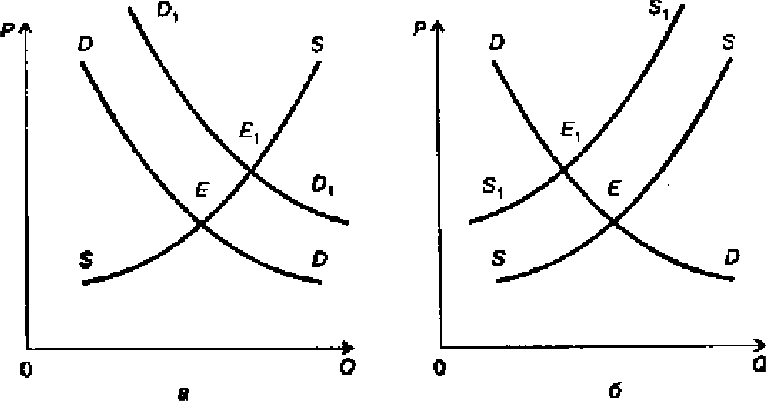 P D D₁ S
E₁
E D₁
S D
0 Q
а
P D S₁ S
E₁
S₁ E
S D
0 Q
б